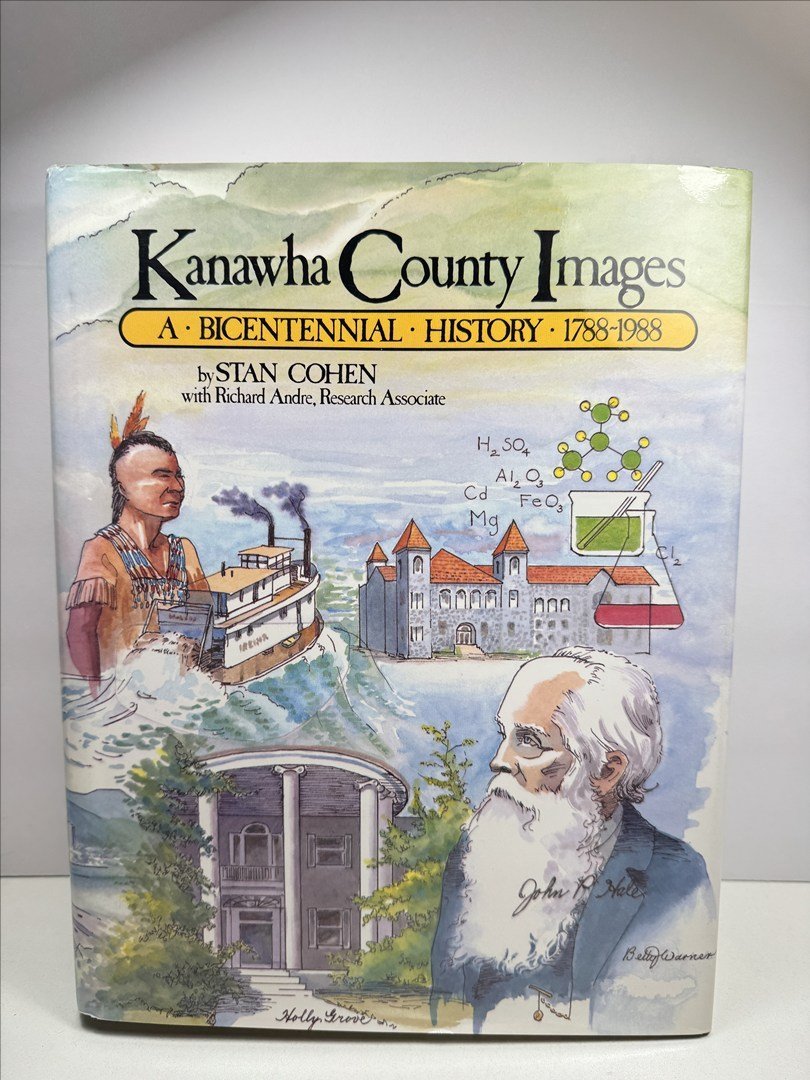 Kanawha County Images
A · BICENTENNIAL · HISTORY · 1788-1988
by STAN COHEN
with Richard Andre, Research Associate
H₂SO₄
Al₂O₃
Cd
FeO₃
Mg
Cl₂
John P. Hale
Betty Warner
Holly Grove